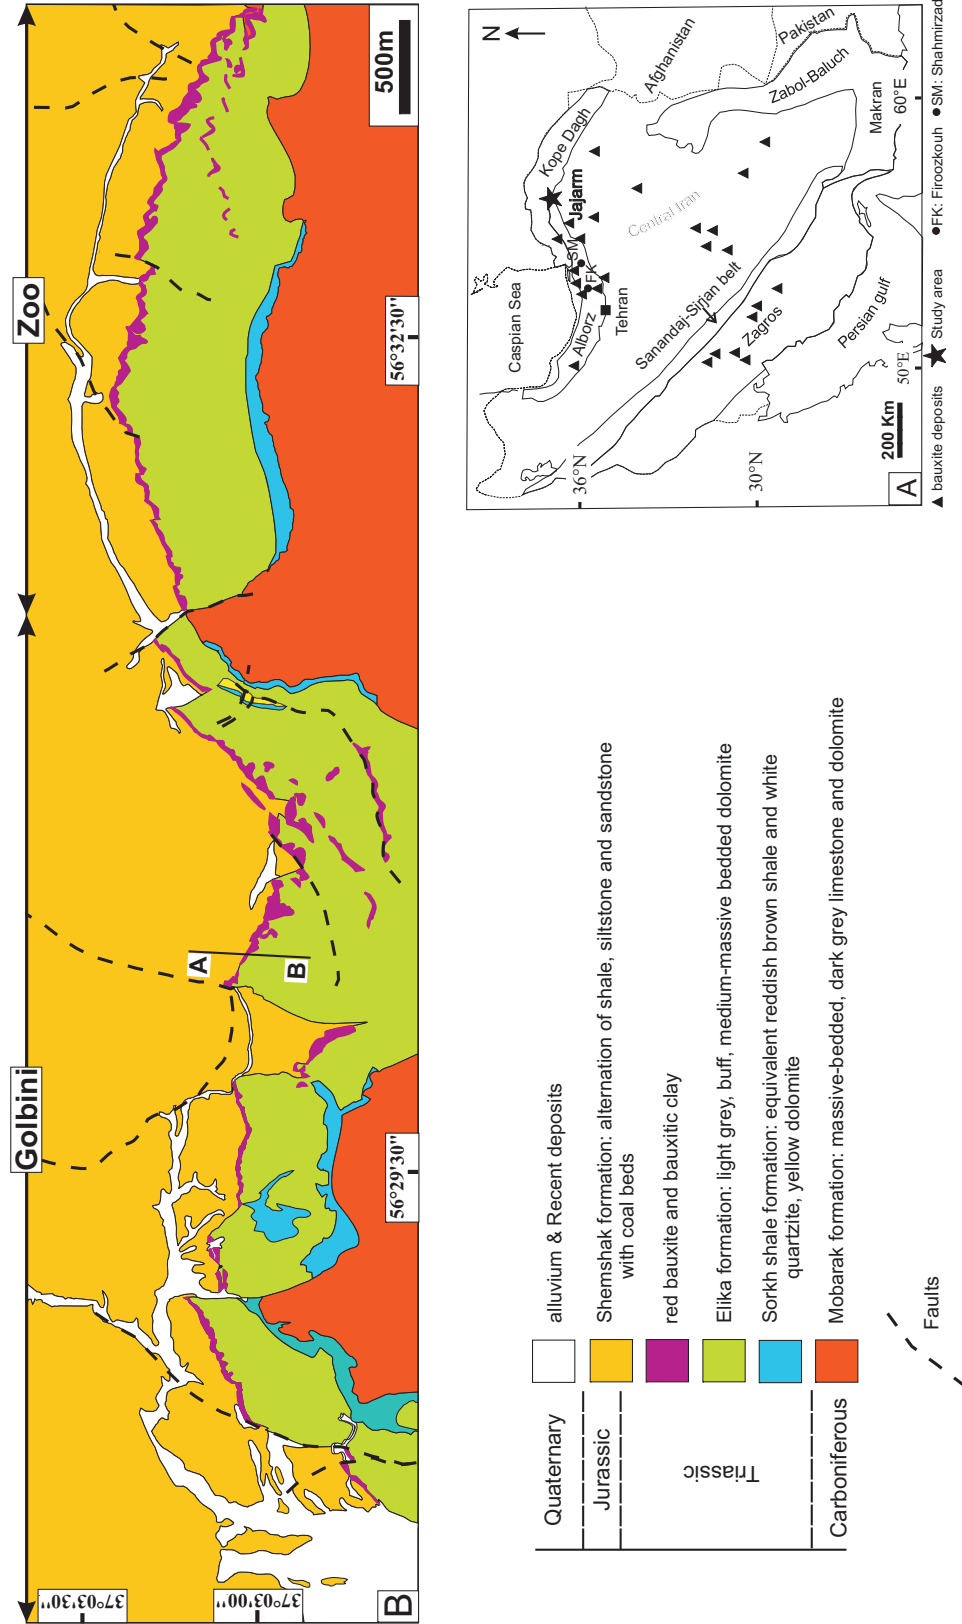 Golbini
Zoo
37°03'30"
37°03'00"
56°29'30"
56°32'30"
A
B
500m
B
Quaternary
Jurassic
Triassic
Carboniferous
alluvium & Recent deposits
Shemshak formation: alternation of shale, siltstone and sandstone
with coal beds
red bauxite and bauxitic clay
Elika formation: light grey, buff, medium-massive bedded dolomite
Sorkh shale formation: equivalent reddish brown shale and white
quartzite, yellow dolomite
Mobarak formation: massive-bedded, dark grey limestone and dolomite
Faults
N
Caspian Sea
Kope Dagh
Afghanistan
Jajarm
SM
FK
Alborz
Tehran
Central Iran
Pakistan
Zabol-Baluch
Sanandaj-Sirjan belt
Zagros
Makran
Persian gulf
36°N
30°N
50°E
60°E
200 Km
A
bauxite deposits
Study area
FK: Firoozkouh
SM: Shahmirzad